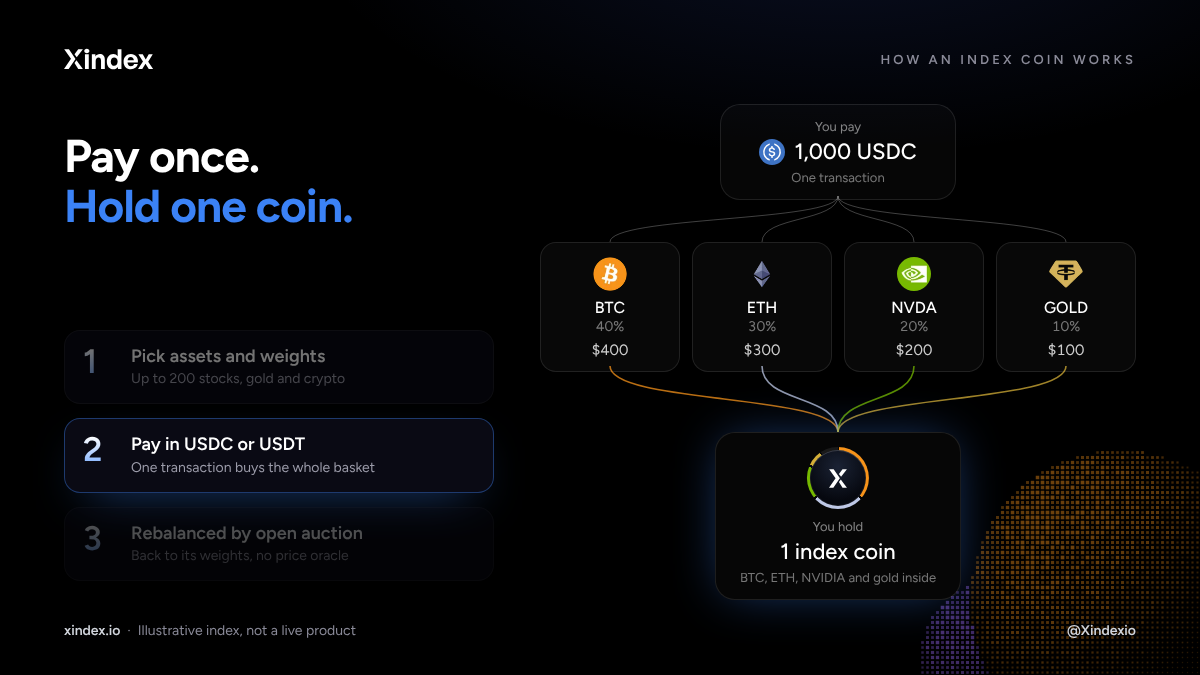 Xindex
HOW AN INDEX COIN WORKS
Pay once.
Hold one coin.
1
Pick assets and weights
Up to 200 stocks, gold and crypto
2
Pay in USDC or USDT
One transaction buys the whole basket
3
Rebalanced by open auction
Back to its weights, no price oracle
You pay
1,000 USDC
One transaction
BTC
40%
$400
ETH
30%
$300
NVDA
20%
$200
GOLD
10%
$100
X
You hold
1 index coin
BTC, ETH, NVIDIA and gold inside
xindex.io · Illustrative index, not a live product
@Xindexio